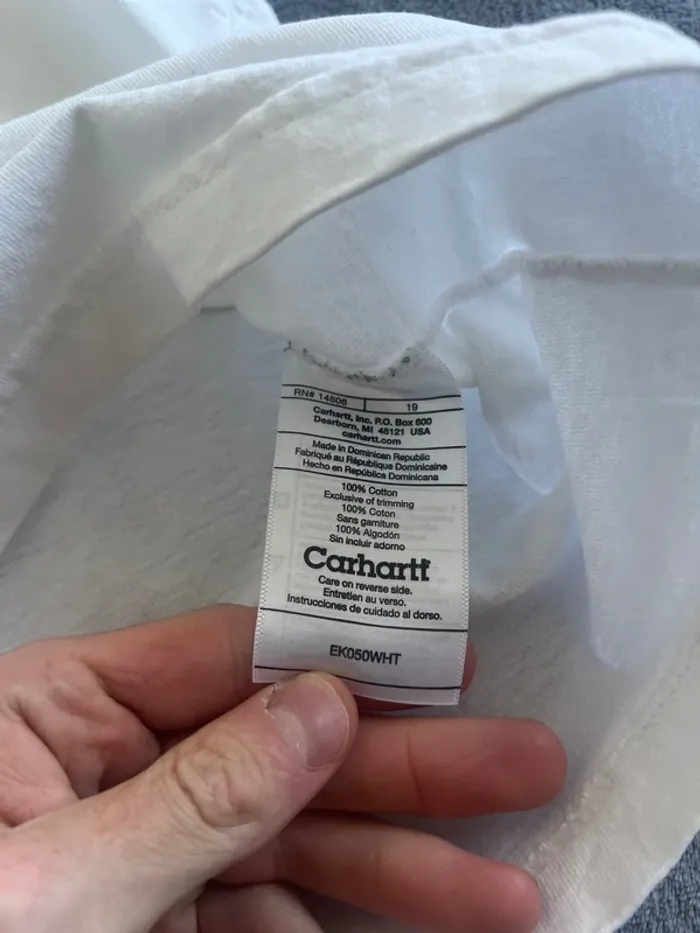 RN# 14806 19
Carhartt, Inc. P.O. Box 600
Dearborn, MI 48121 USA
carhartt.com
Made in Dominican Republic
Fabriqué au République Dominicaine
Hecho en República Dominicana
100% Cotton
Exclusive of trimming
100% Coton
Sans garniture
100% Algodón
Sin incluir adorno
Carhartt
Care on reverse side.
Entretien au verso.
Instrucciones de cuidado al dorso.
EK050WHT